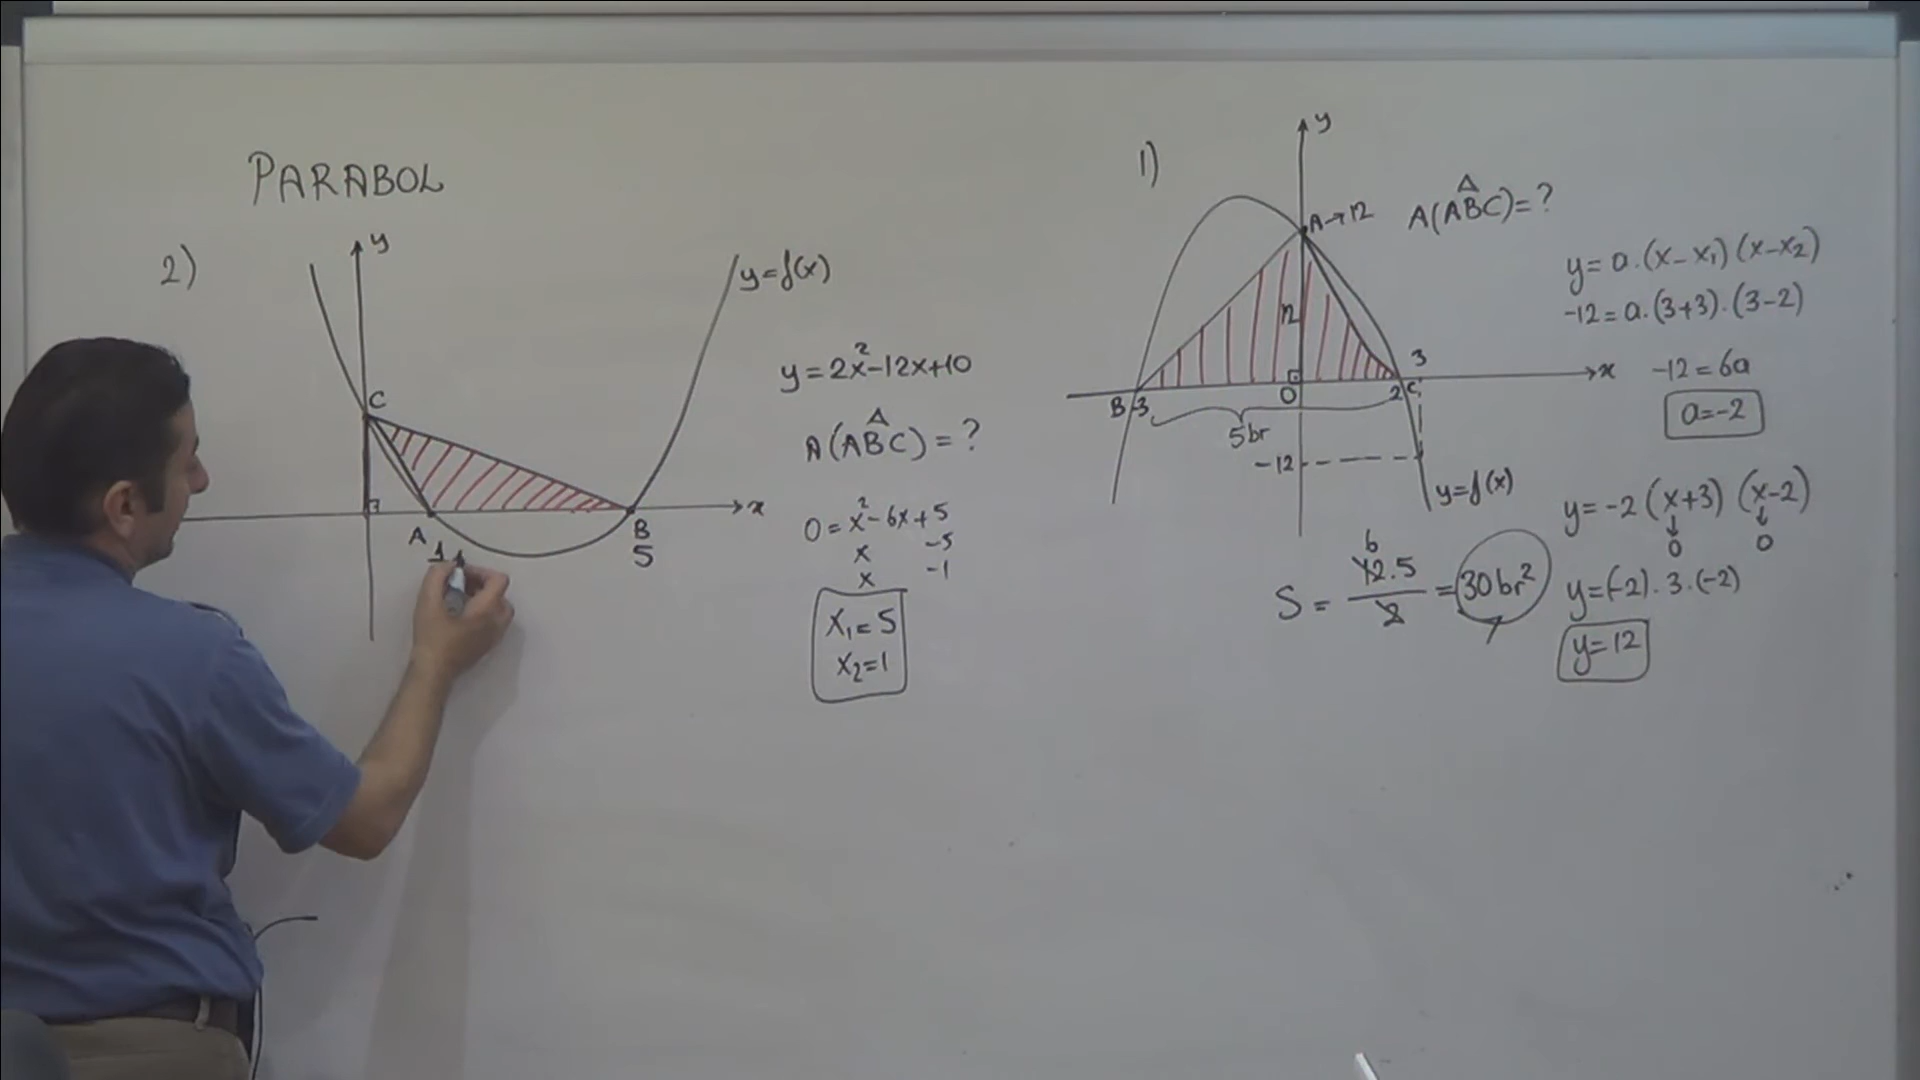 PARABOL
2)
y
y=f(x)
C
x
A
1
B
5
y=2x²-12x+10
A(ABC)=?
0=x²-6x+5
x -5
x -1
x₁=5
x₂=1
1)
y
A→12
A(ABC)=?
12
3
x
B -3
O
2 C
5br
-12
y=f(x)
y=a.(x-x₁)(x-x₂)
-12=a.(3+3).(3-2)
-12=6a
a=-2
y=-2(x+3)(x-2)
↓ ↓
0 0
y=(-2).3.(-2)
y=12
6
S=12.5/2=30br²